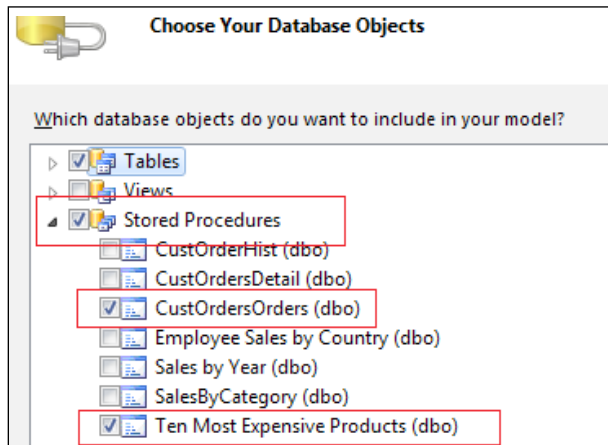 Choose Your Database Objects
Which database objects do you want to include in your model?
Tables
Views
Stored Procedures
CustOrderHist (dbo)
CustOrdersDetail (dbo)
CustOrdersOrders (dbo)
Employee Sales by Country (dbo)
Sales by Year (dbo)
SalesByCategory (dbo)
Ten Most Expensive Products (dbo)